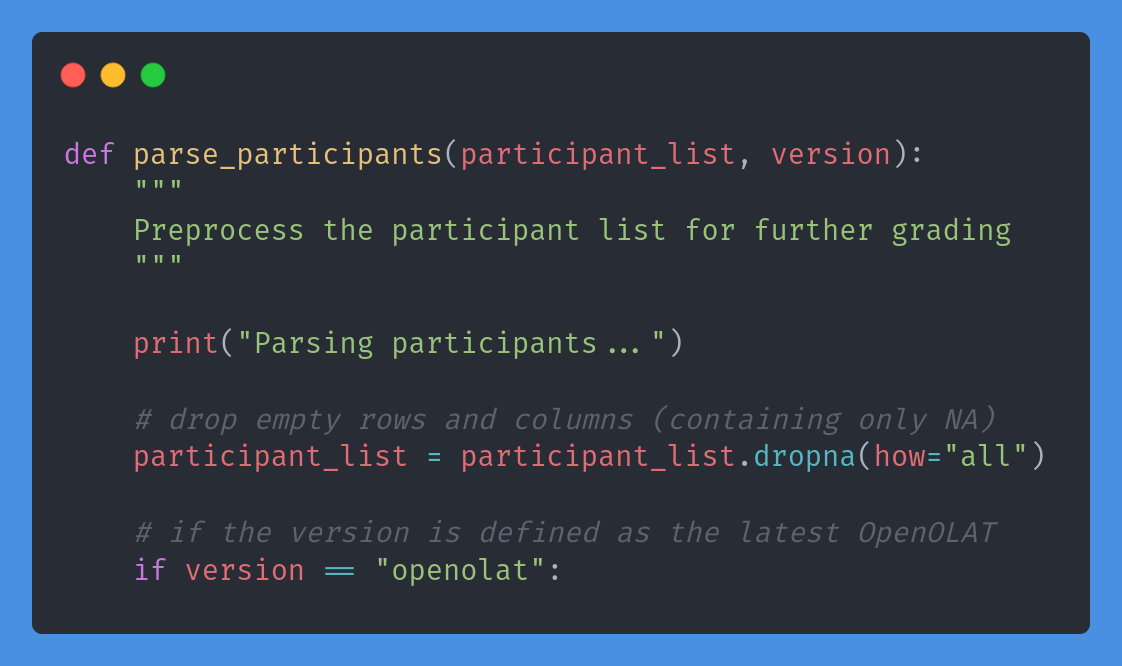 def parse_participants(participant_list, version):
    """
    Preprocess the participant list for further grading
    """
    print("Parsing participants...")
    # drop empty rows and columns (containing only NA)
    participant_list = participant_list.dropna(how="all")
    # if the version is defined as the latest OpenOLAT
    if version == "openolat":